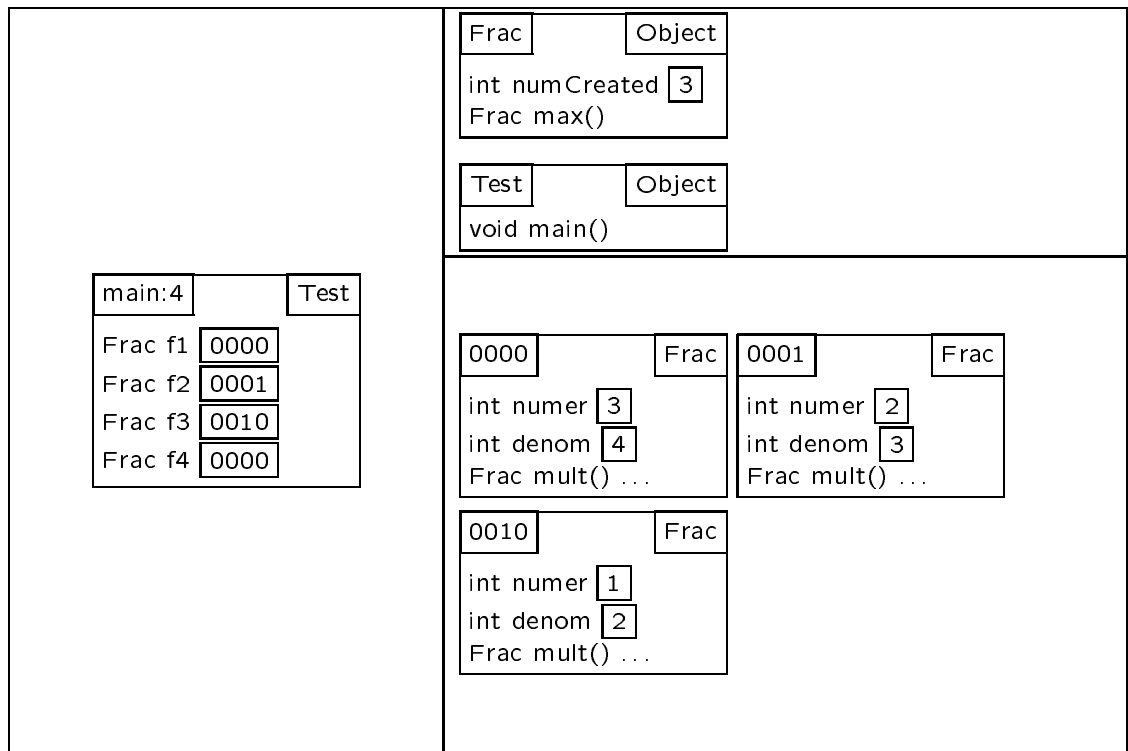 main:4 Test
Frac f1 0000
Frac f2 0001
Frac f3 0010
Frac f4 0000
Frac Object
int numCreated 3
Frac max()
Test Object
void main()
0000 Frac
int numer 3
int denom 4
Frac mult() ...
0001 Frac
int numer 2
int denom 3
Frac mult() ...
0010 Frac
int numer 1
int denom 2
Frac mult() ...